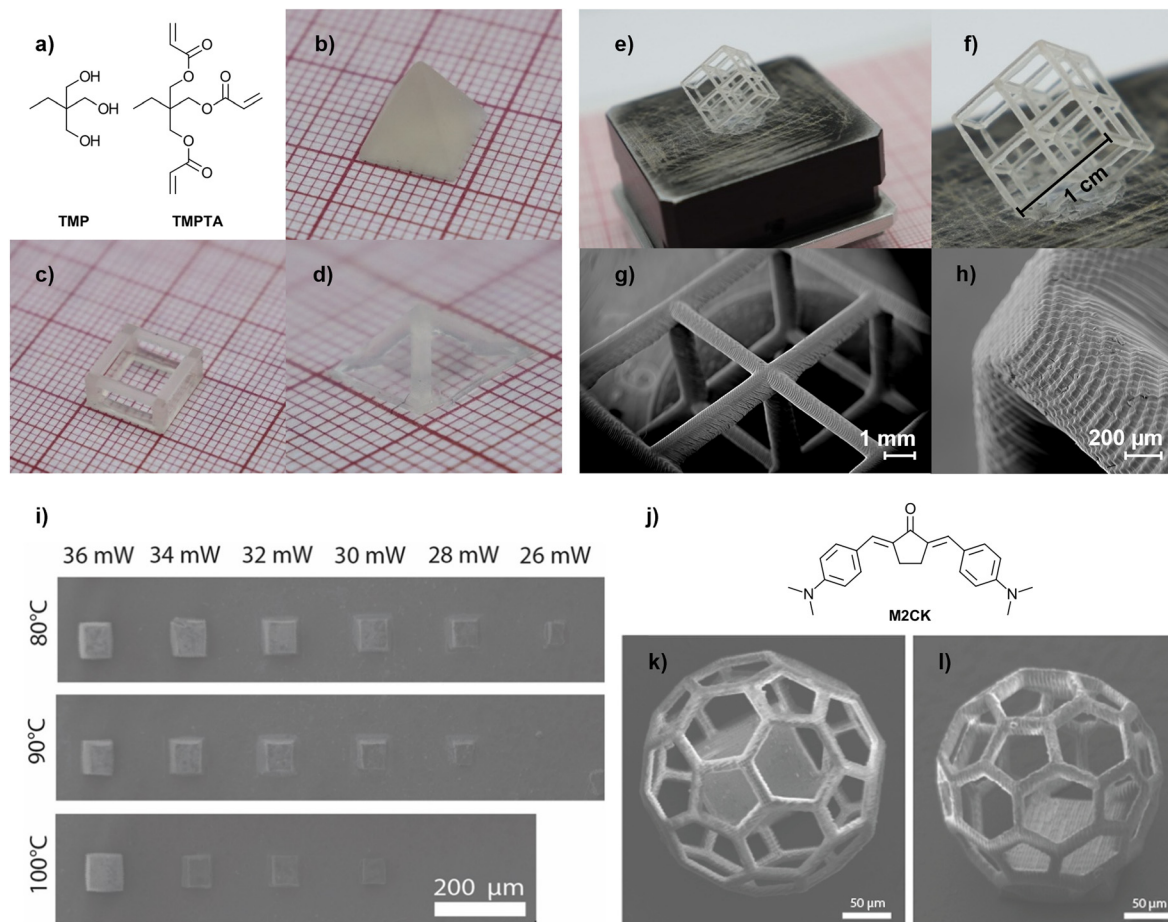 a)
OH
OH
OH
O
O
O
O
O
O
TMP
TMPTA
b)
c)
d)
e)
f)
1 cm
g)
1 mm
h)
200 µm
i)
36 mW 34 mW 32 mW 30 mW 28 mW 26 mW
80°C
90°C
100°C
200 µm
j)
O
N
N
M2CK
k)
50 µm
l)
50 µm